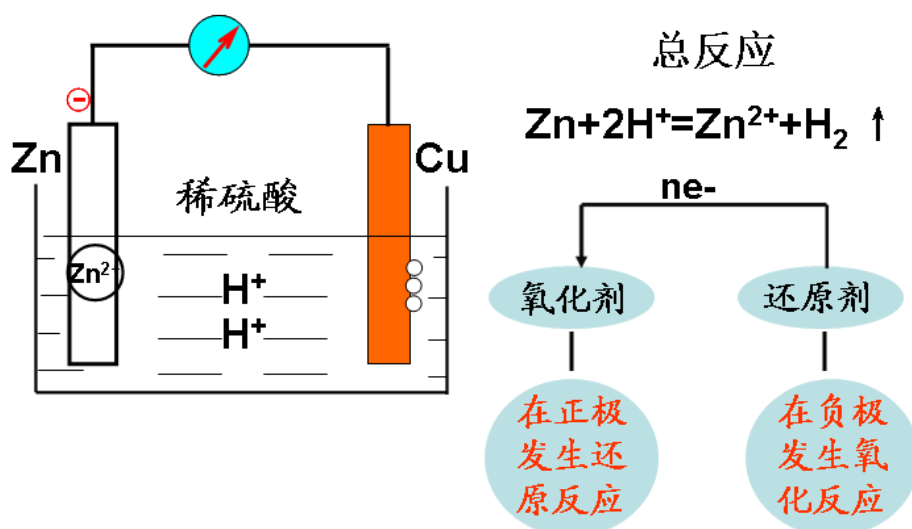 总反应
Zn+2H⁺=Zn²⁺+H₂ ↑
⊖
Zn
Cu
稀硫酸
ne-
Zn²⁺
H⁺
H⁺
氧化剂
还原剂
在正极
发生还
原反应
在负极
发生氧
化反应